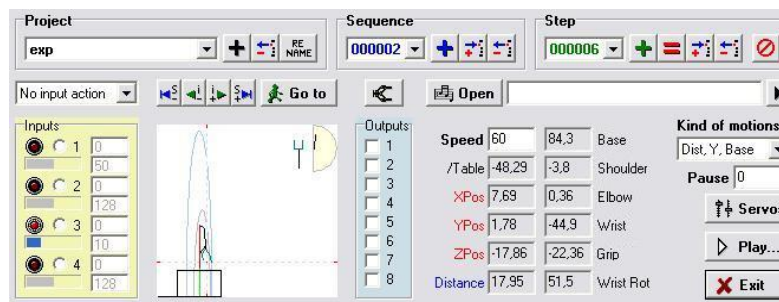 Project Sequence Step
exp RE NAME 000002 000006
No input action Go to Open
Inputs Outputs Kind of motions
1 0 1 Speed 60 84,3 Base Dist, Y, Base
50 2 /Table -48,29 -3,8 Shoulder Pause 0
2 0 3 XPos 7,69 0,36 Elbow
128 4 YPos 1,78 -44,9 Wrist Servo
3 0 5 ZPos -17,86 -22,36 Grip Play...
10 6 Distance 17,95 51,5 Wrist Rot Exit
4 0 7
128 8